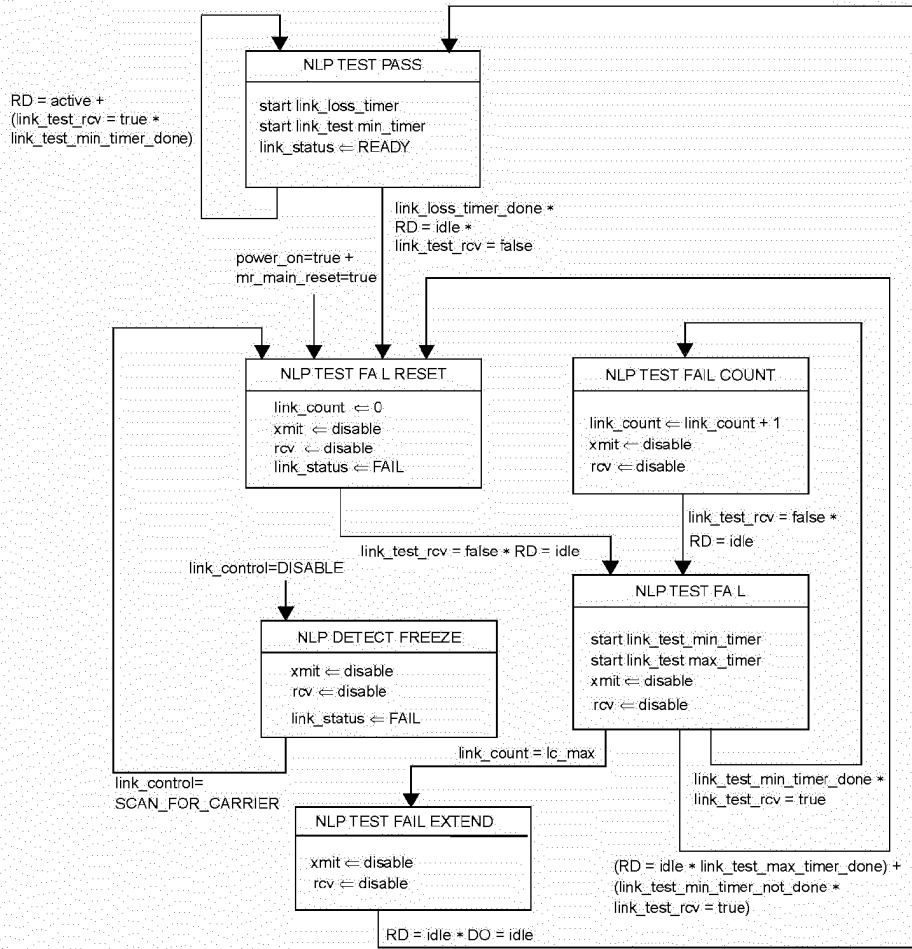 NLP TEST PASS
start link_loss_timer
start link_test min_timer
link_status ⇐ READY
RD = active +
(link_test_rcv = true *
link_test_min_timer_done)
link_loss_timer_done *
RD = idle *
link_test_rcv = false
power_on=true +
mr_main_reset=true
NLP TEST FA L RESET
link_count ⇐ 0
xmit ⇐ disable
rcv ⇐ disable
link_status ⇐ FAIL
NLP TEST FAIL COUNT
link_count ⇐ link_count + 1
xmit ⇐ disable
rcv ⇐ disable
link_test_rcv = false *
RD = idle
link_test_rcv = false * RD = idle
link_control=DISABLE
NLP DETECT FREEZE
xmit ⇐ disable
rcv ⇐ disable
link_status ⇐ FAIL
NLP TEST FA L
start link_test_min_timer
start link_test max_timer
xmit ⇐ disable
rcv ⇐ disable
link_count = lc_max
link_control=
SCAN_FOR_CARRIER
link_test_min_timer_done *
link_test_rcv = true
NLP TEST FAIL EXTEND
xmit ⇐ disable
rcv ⇐ disable
(RD = idle * link_test_max_timer_done) +
(link_test_min_timer_not_done *
link_test_rcv = true)
RD = idle * DO = idle